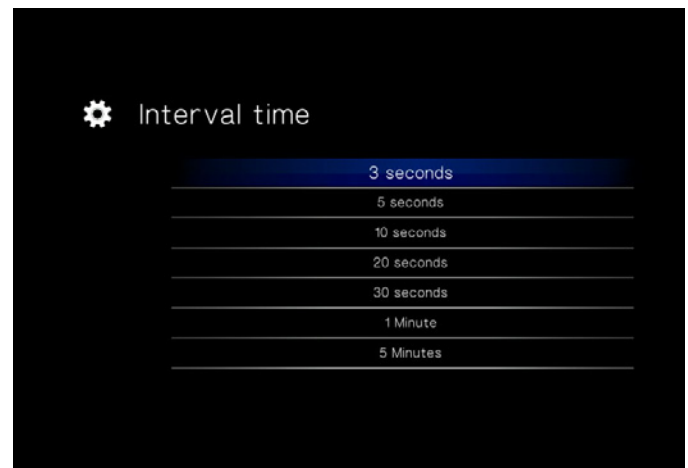 Interval time
3 seconds
5 seconds
10 seconds
20 seconds
30 seconds
1 Minute
5 Minutes